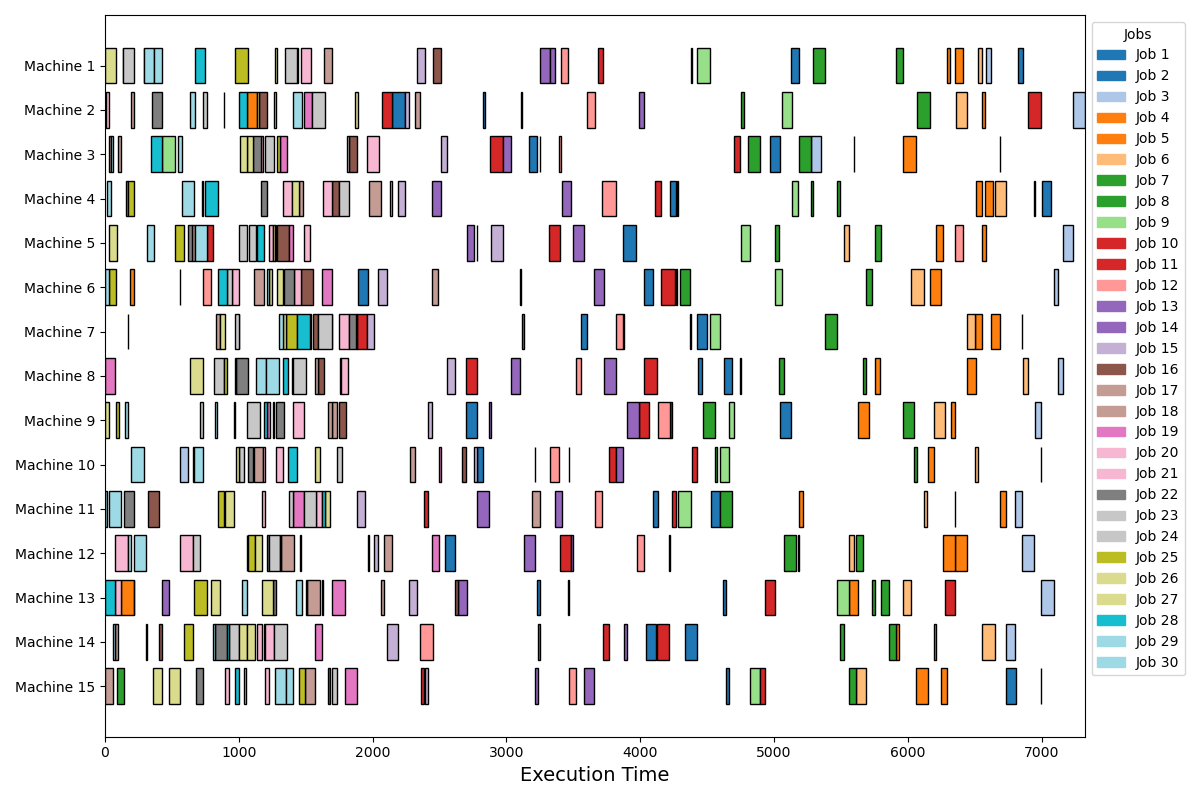 Machine 1
Machine 2
Machine 3
Machine 4
Machine 5
Machine 6
Machine 7
Machine 8
Machine 9
Machine 10
Machine 11
Machine 12
Machine 13
Machine 14
Machine 15
0 1000 2000 3000 4000 5000 6000 7000
Execution Time
Jobs
Job 1
Job 2
Job 3
Job 4
Job 5
Job 6
Job 7
Job 8
Job 9
Job 10
Job 11
Job 12
Job 13
Job 14
Job 15
Job 16
Job 17
Job 18
Job 19
Job 20
Job 21
Job 22
Job 23
Job 24
Job 25
Job 26
Job 27
Job 28
Job 29
Job 30